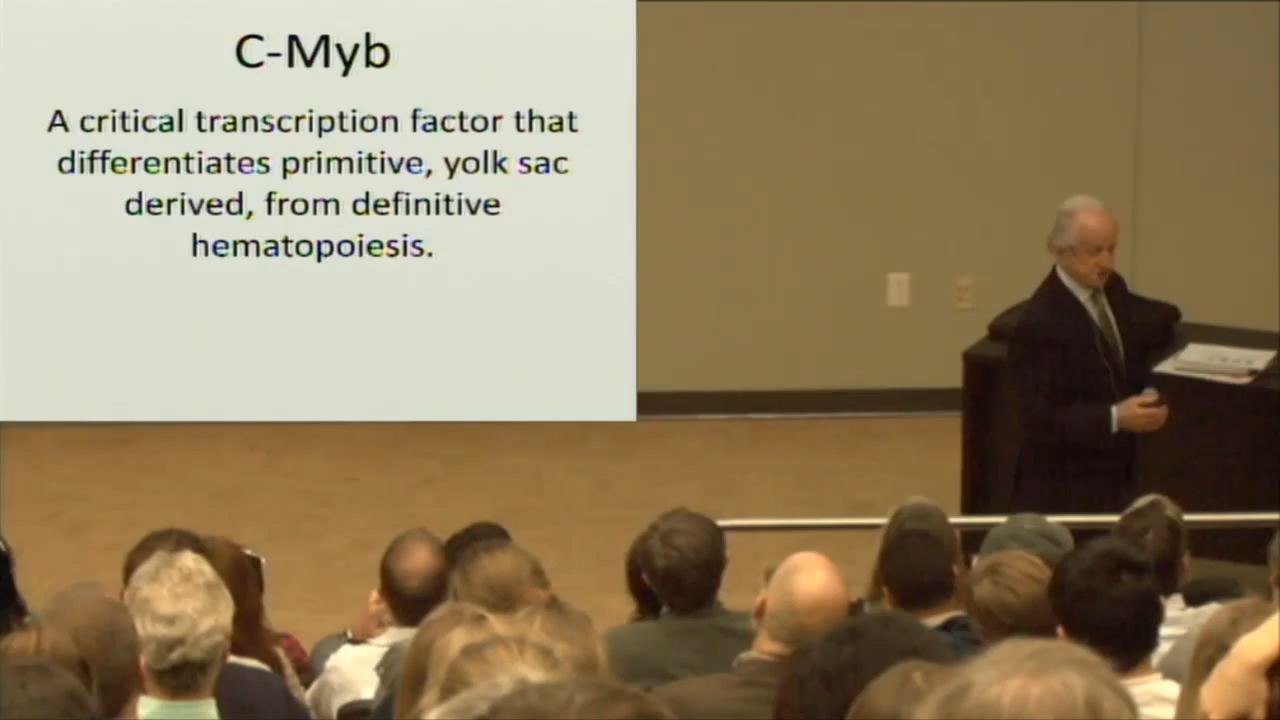 C-Myb
A critical transcription factor that
differentiates primitive, yolk sac
derived, from definitive
hematopoiesis.